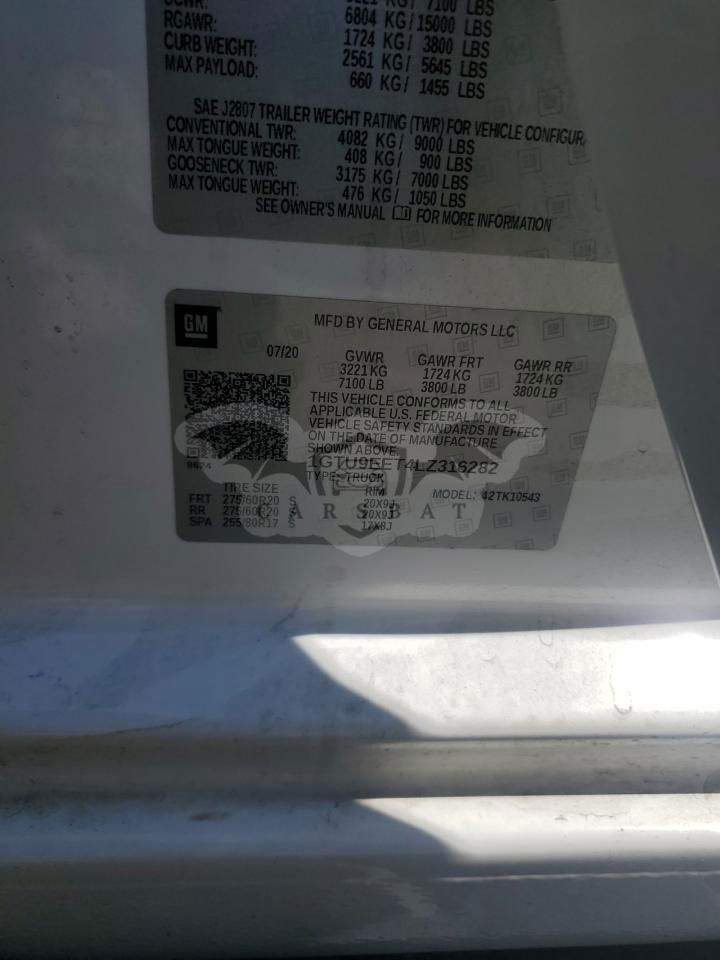 GCWR: 6804 KG/15000 LBS
RGAWR: 1724 KG/ 3800 LBS
CURB WEIGHT: 2561 KG/ 5645 LBS
MAX PAYLOAD: 660 KG/ 1455 LBS
SAE J2807 TRAILER WEIGHT RATING (TWR) FOR VEHICLE
CONVENTIONAL TWR: 4082 KG/ 9000 LBS
MAX TONGUE WEIGHT: 408 KG/ 900 LBS
GOOSENECK TWR: 3175 KG/ 7000 LBS
MAX TONGUE WEIGHT: 476 KG/ 1050 LBS
SEE OWNER'S MANUAL FOR MORE INFORMATION
GM MFD BY GENERAL MOTORS LLC
07/20 GVWR GAWR FRT GAWR RR
3221 KG 1724 KG 1724 KG
7100 LB 3800 LB 3800 LB
THIS VEHICLE CONFORMS TO ALL
APPLICABLE U.S. FEDERAL MOTOR
VEHICLE SAFETY STANDARDS IN EFFECT
ON THE DATE OF MANUFACTURE
SHOWN ABOVE.
TYPE: TRUCK
MODEL: 42TK10543
TIRE SIZE RIM
FRT 275/60R20 S 20X9J
RR 275/60R20 S 20X9J
SPA 255/80R17 S 17X8J
CARSBAT